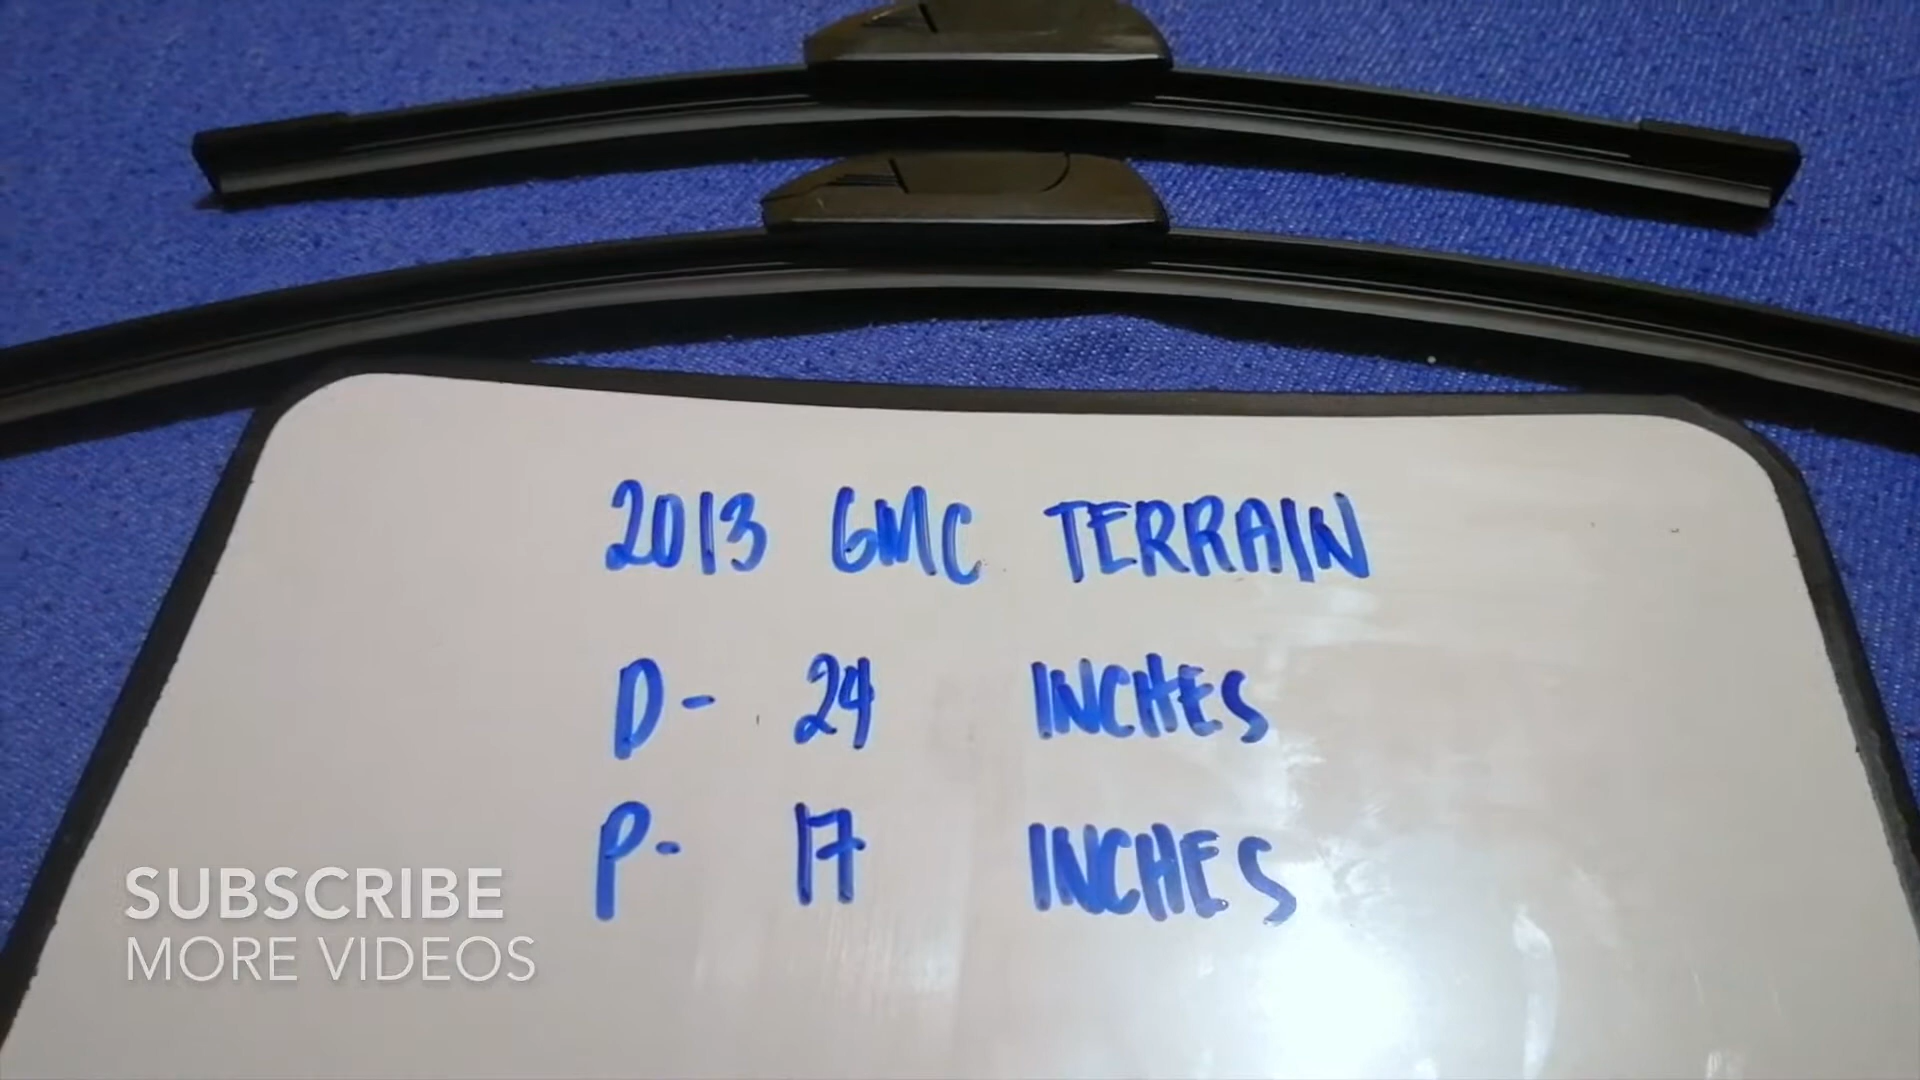 2013 GMC TERRAIN
D- 24 INCHES
P- 17 INCHES
SUBSCRIBE
MORE VIDEOS